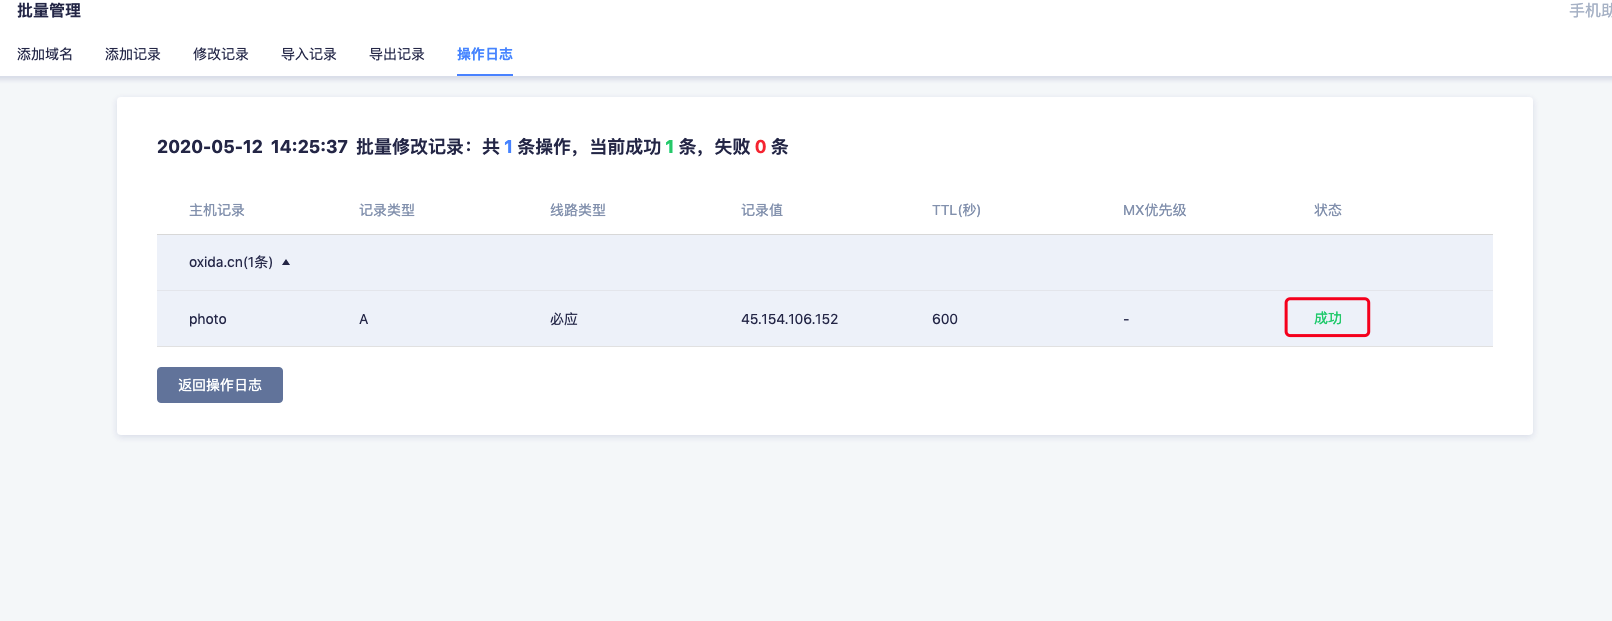 批量管理
手机
添加域名 添加记录 修改记录 导入记录 导出记录 操作日志
2020-05-12 14:25:37 批量修改记录：共 1 条操作，当前成功 1 条，失败 0 条
主机记录 记录类型 线路类型 记录值 TTL(秒) MX优先级 状态
oxida.cn(1条) ▲
photo A 必应 45.154.106.152 600 - 成功
返回操作日志